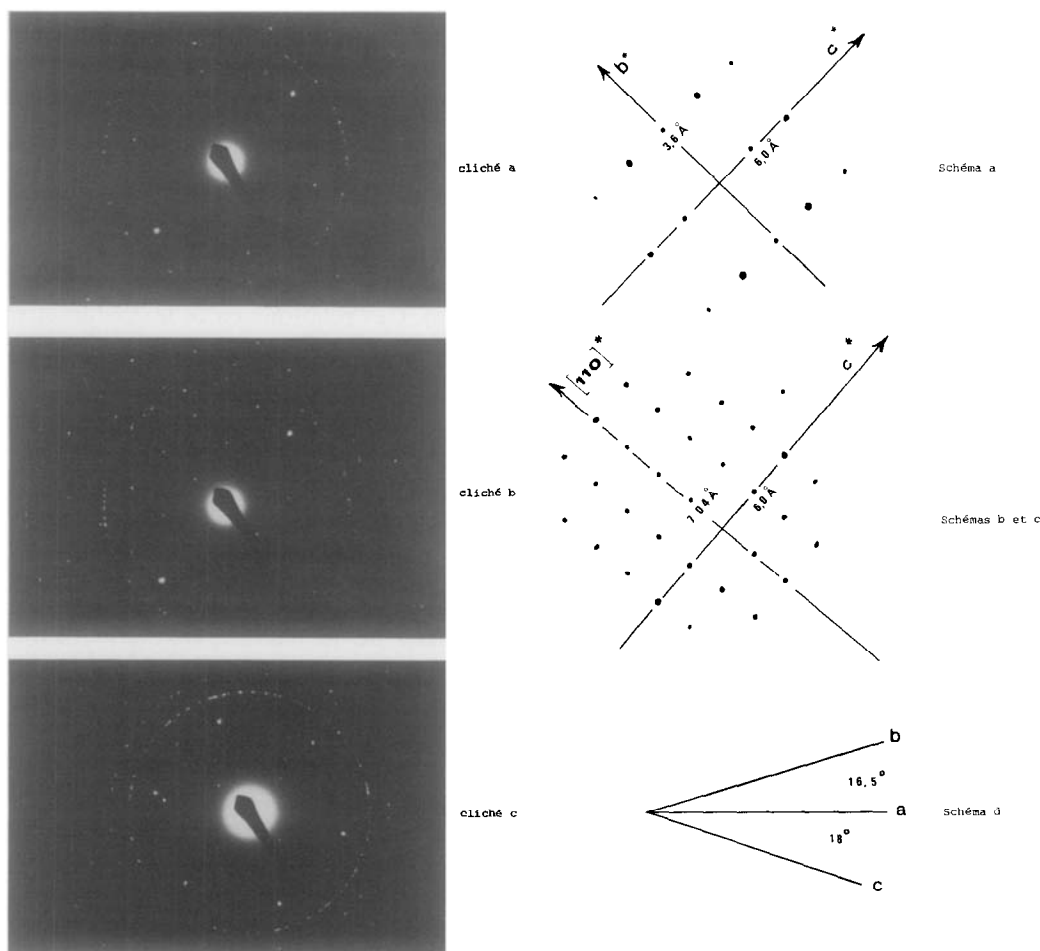 cliché a
b*
c*
3,6 Å
6,0 Å
Schéma a
cliché b
[110]*
c*
7 04 Å
6,0 Å
Schémas b et c
cliché c
b
16,5°
a
18°
c
Schéma d